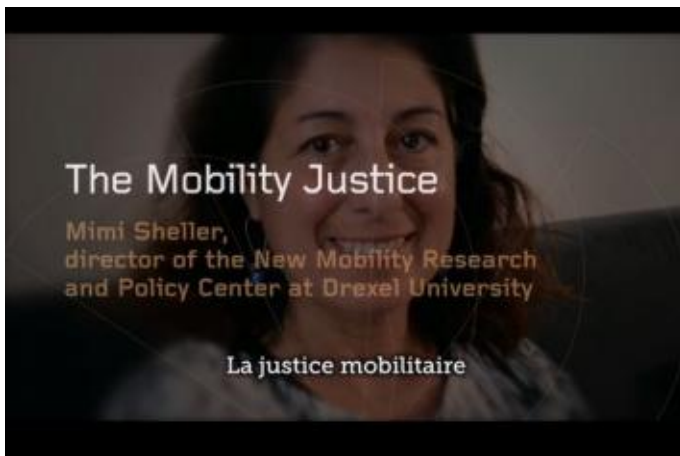 The Mobility Justice
Mimi Sheller,
director of the New Mobility Research
and Policy Center at Drexel University
La justice mobilitaire